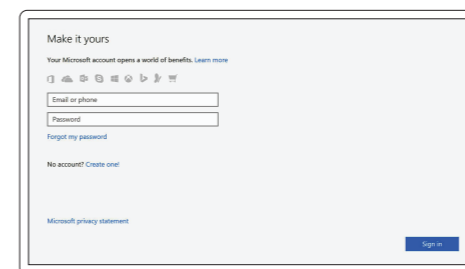 Make it yours
Your Microsoft account opens a world of benefits. Learn more
Email or phone
Password
Forgot my password
No account? Create one!
Microsoft privacy statement
Sign in